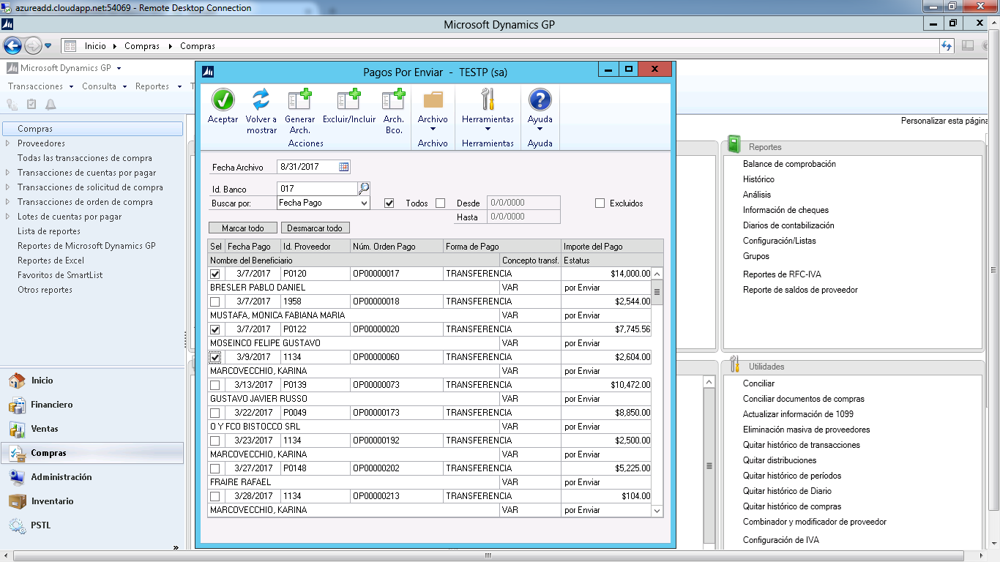 azureadd.cloudapp.net:54069 - Remote Desktop Connection
Microsoft Dynamics GP
Inicio Compras Compras
Microsoft Dynamics GP
Transacciones Consulta Reportes
Personalizar esta página
Compras
Proveedores
Todas las transacciones de compra
Transacciones de cuentas por pagar
Transacciones de solicitud de compra
Transacciones de orden de compra
Lotes de cuentas por pagar
Lista de reportes
Reportes de Microsoft Dynamics GP
Reportes de Excel
Favoritos de SmartList
Otros reportes
Inicio
Financiero
Ventas
Compras
Administración
Inventario
PSTL
»
Pagos Por Enviar - TESTP (sa)
Aceptar
Volver a mostrar
Generar Arch.
Excluir/Incluir
Arch. Bco.
Archivo
Herramientas
Ayuda
Acciones Archivo Herramientas Ayuda
Fecha Archivo 8/31/2017
Id. Banco 017
Buscar por: Fecha Pago Todos Desde 0/0/0000 Excluidos
Hasta 0/0/0000
Marcar todo Desmarcar todo
Sel Fecha Pago Id. Proveedor Núm. Orden Pago Forma de Pago Importe del Pago
Nombre del Beneficiario Concepto transf. Estatus
3/7/2017 P0120 OP00000017 TRANSFERENCIA $14,000.00
BRESLER PABLO DANIEL VAR por Enviar
3/7/2017 1958 OP00000018 TRANSFERENCIA $2,544.00
MUSTAFA, MONICA FABIANA MARIA VAR por Enviar
3/7/2017 P0122 OP00000020 TRANSFERENCIA $7,745.56
MOSEINCO FELIPE GUSTAVO VAR por Enviar
3/9/2017 1134 OP00000060 TRANSFERENCIA $2,604.00
MARCOVECCHIO, KARINA VAR por Enviar
3/13/2017 P0139 OP00000073 TRANSFERENCIA $10,472.00
GUSTAVO JAVIER RUSSO VAR por Enviar
3/22/2017 P0049 OP00000173 TRANSFERENCIA $8,850.00
O Y FCO BISTOCCO SRL VAR por Enviar
3/23/2017 1134 OP00000192 TRANSFERENCIA $2,500.00
MARCOVECCHIO, KARINA VAR por Enviar
3/27/2017 P0148 OP00000202 TRANSFERENCIA $5,225.00
FRAIRE RAFAEL VAR por Enviar
3/28/2017 1134 OP00000213 TRANSFERENCIA $104.00
MARCOVECCHIO, KARINA VAR por Enviar
Reportes
Balance de comprobación
Histórico
Análisis
Información de cheques
Diarios de contabilización
Configuración/Listas
Grupos
Reportes de RFC-IVA
Reporte de saldos de proveedor
Utilidades
Conciliar
Conciliar documentos de compras
Actualizar información de 1099
Eliminación masiva de proveedores
Quitar histórico de transacciones
Quitar distribuciones
Quitar histórico de períodos
Quitar histórico de Diario
Quitar histórico de compras
Combinador y modificador de proveedor
Configuración de IVA